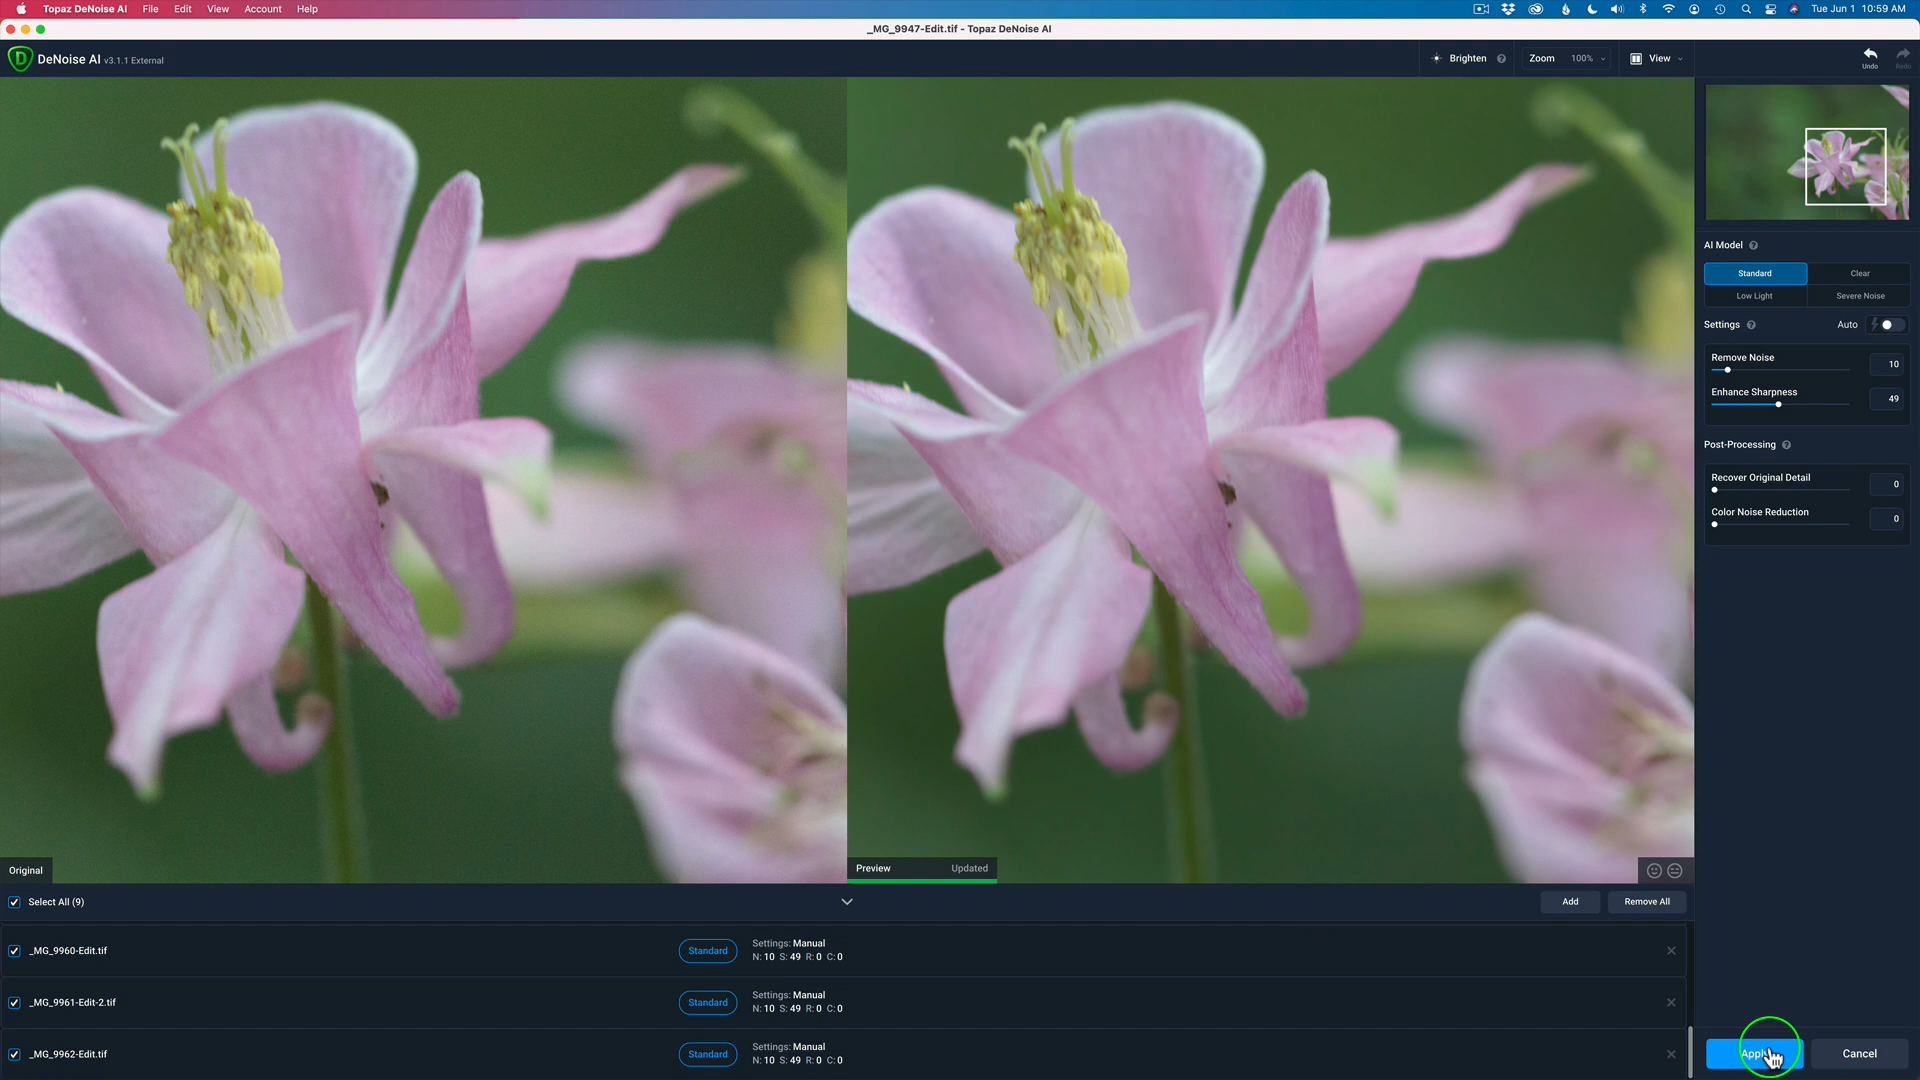 Topaz DeNoise AI File Edit View Account Help Tue Jun 1 10:59 AM
_MG_9947-Edit.tif - Topaz DeNoise AI
DeNoise AI v3.1.1 External Brighten Zoom 100% View Undo Redo
AI Model
Standard Clear
Low Light Severe Noise
Settings Auto
Remove Noise 10
Enhance Sharpness 49
Post-Processing
Recover Original Detail 0
Color Noise Reduction 0
Original Preview Updated
Select All (9) Add Remove All
_MG_9960-Edit.tif Standard Settings: Manual
N: 10 S: 49 R: 0 C: 0
_MG_9961-Edit-2.tif Standard Settings: Manual
N: 10 S: 49 R: 0 C: 0
_MG_9962-Edit.tif Standard Settings: Manual
N: 10 S: 49 R: 0 C: 0
Apply Cancel